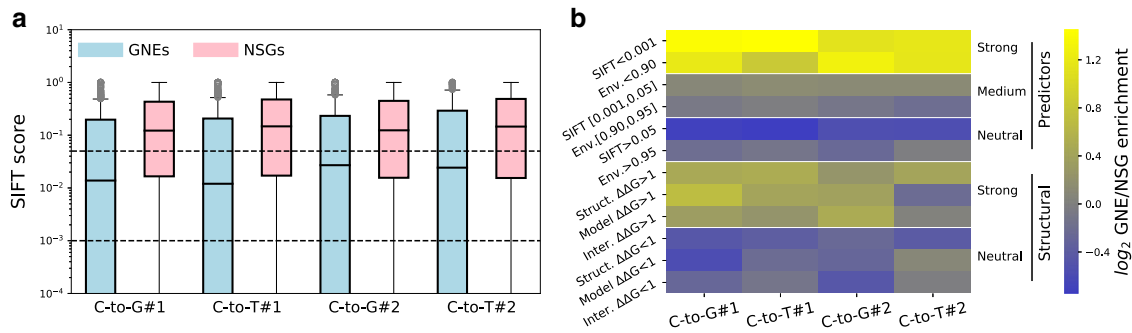 a
SIFT score
10¹
10⁰
10⁻¹
10⁻²
10⁻³
10⁻⁴
GNEs
NSGs
C-to-G#1
C-to-T#1
C-to-G#2
C-to-T#2
b
SIFT<0.001
Env.<0.90
SIFT [0.001, 0.05]
Env.[0.90,0.95]
SIFT>0.05
Env.>0.95
Struct. ΔΔG>1
Model ΔΔG>1
Inter. ΔΔG>1
Struct. ΔΔG<1
Model ΔΔG<1
Inter. ΔΔG<1
C-to-G#1
C-to-T#1
C-to-G#2
C-to-T#2
Strong
Medium
Neutral
Predictors
Strong
Neutral
Structural
1.2
0.8
0.4
0.0
−0.4
log₂ GNE/NSG enrichment